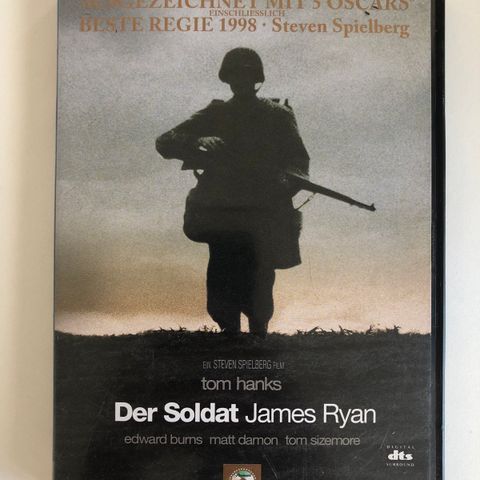 AUSGEZEICHNET MIT 5 OSCARS
EINSCHLIESSLICH
BESTE REGIE 1998 · Steven Spielberg
EIN STEVEN SPIELBERG FILM
tom hanks
Der Soldat James Ryan
edward burns matt damon tom sizemore
DIGITAL
dts
SURROUND